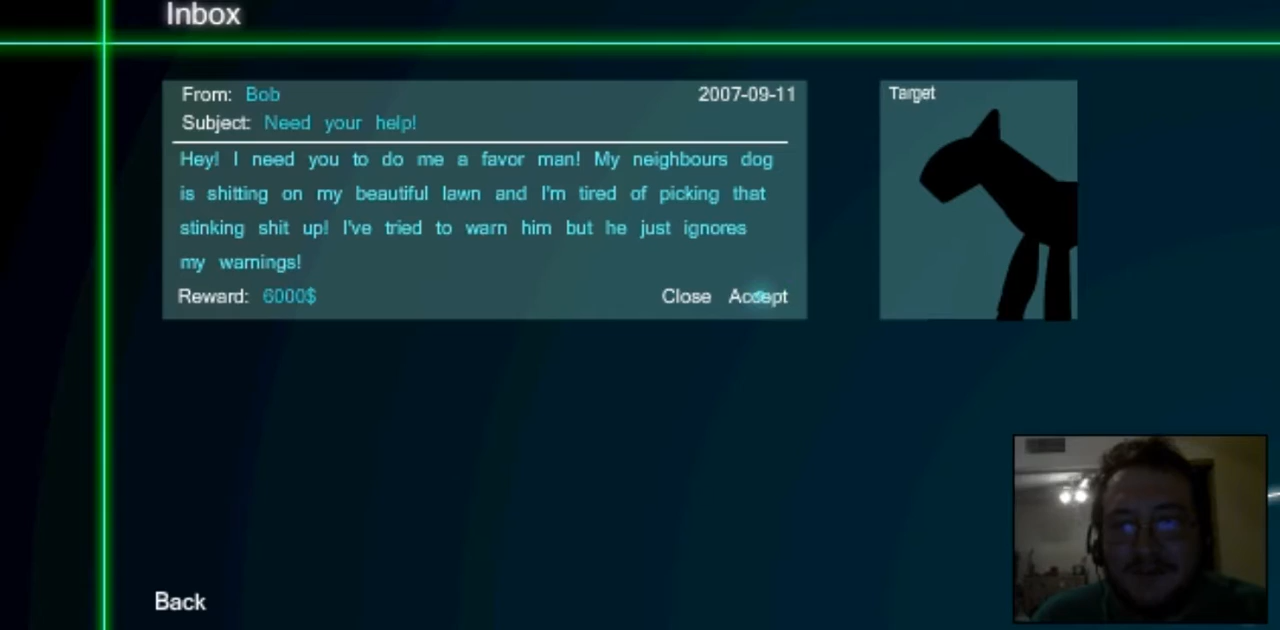 Inbox
From: Bob 2007-09-11
Subject: Need your help!
Target
Hey! I need you to do me a favor man! My neighbours dog
is shitting on my beautiful lawn and I'm tired of picking that
stinking shit up! I've tried to warn him but he just ignores
my warnings!
Reward: 6000$ Close Accept
Back